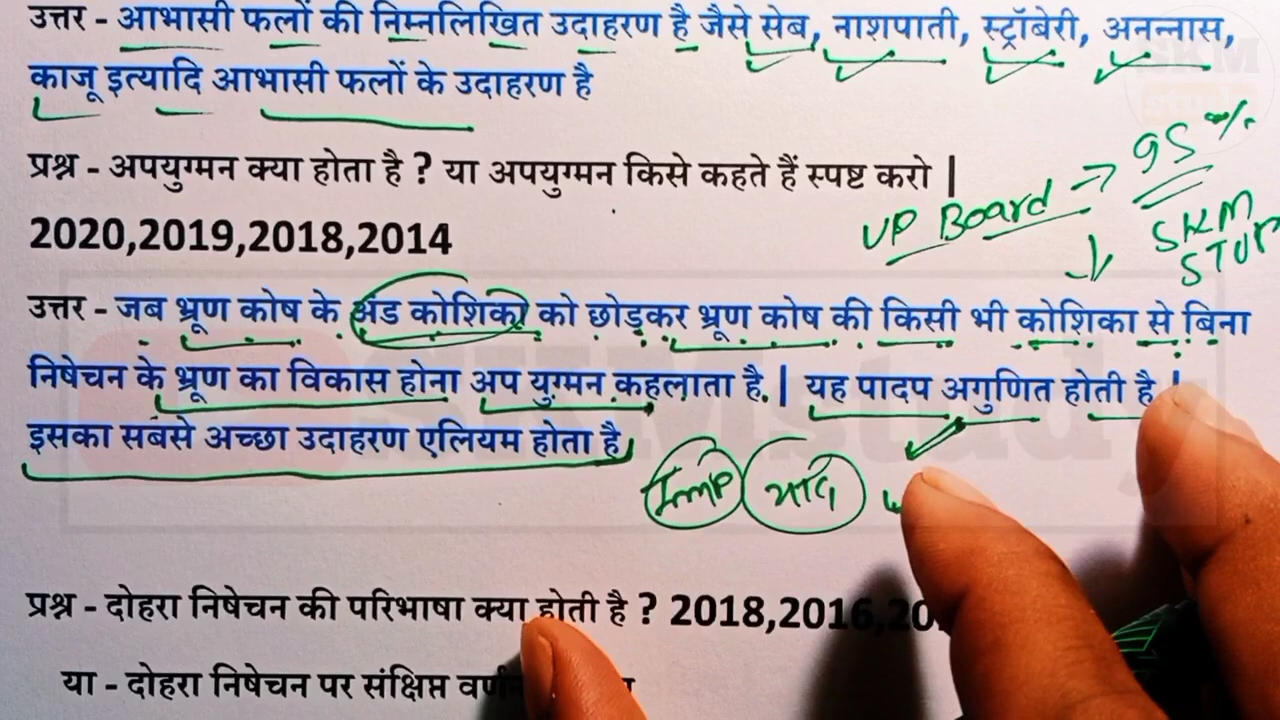 उत्तर - आभासी फलों की निम्नलिखित उदाहरण है जैसे सेब, नाशपाती, स्ट्रॉबेरी, अनन्नास,
काजू इत्यादि आभासी फलों के उदाहरण है
प्रश्न - अपयुग्मन क्या होता है ? या अपयुग्मन किसे कहते हैं स्पष्ट करो |
2020,2019,2018,2014
UP Board → 95 %
SKM
उत्तर - जब भ्रूण कोष के अंड कोशिका को छोड़कर भ्रूण कोष की किसी भी कोशिका से बिना
निषेचन के भ्रूण का विकास होना अप युग्मन कहलाता है. | यह पादप अगुणित होती है |
इसका सबसे अच्छा उदाहरण एलियम होता है
Imp
प्रश्न - दोहरा निषेचन की परिभाषा क्या होती है ? 2018,2016,20
या - दोहरा निषेचन पर संक्षिप्त
SKM study